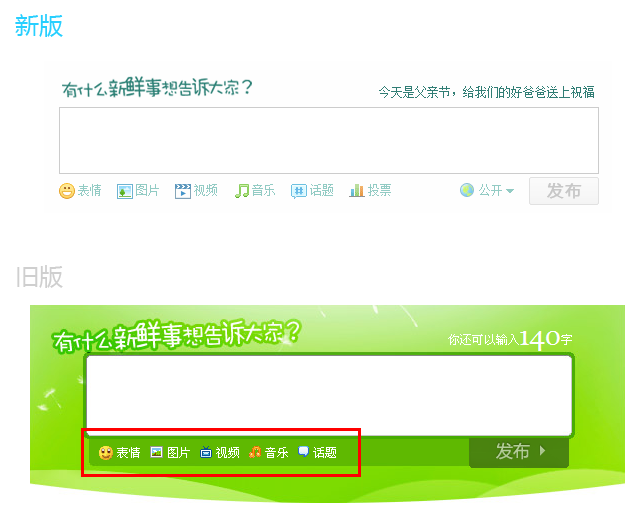 新版
有什么新鲜事想告诉大家?
今天是父亲节，给我们的好爸爸送上祝福
表情 图片 视频 音乐 话题 投票 公开 发布
旧版
有什么新鲜事想告诉大家?
你还可以输入140字
表情 图片 视频 音乐 话题 发布